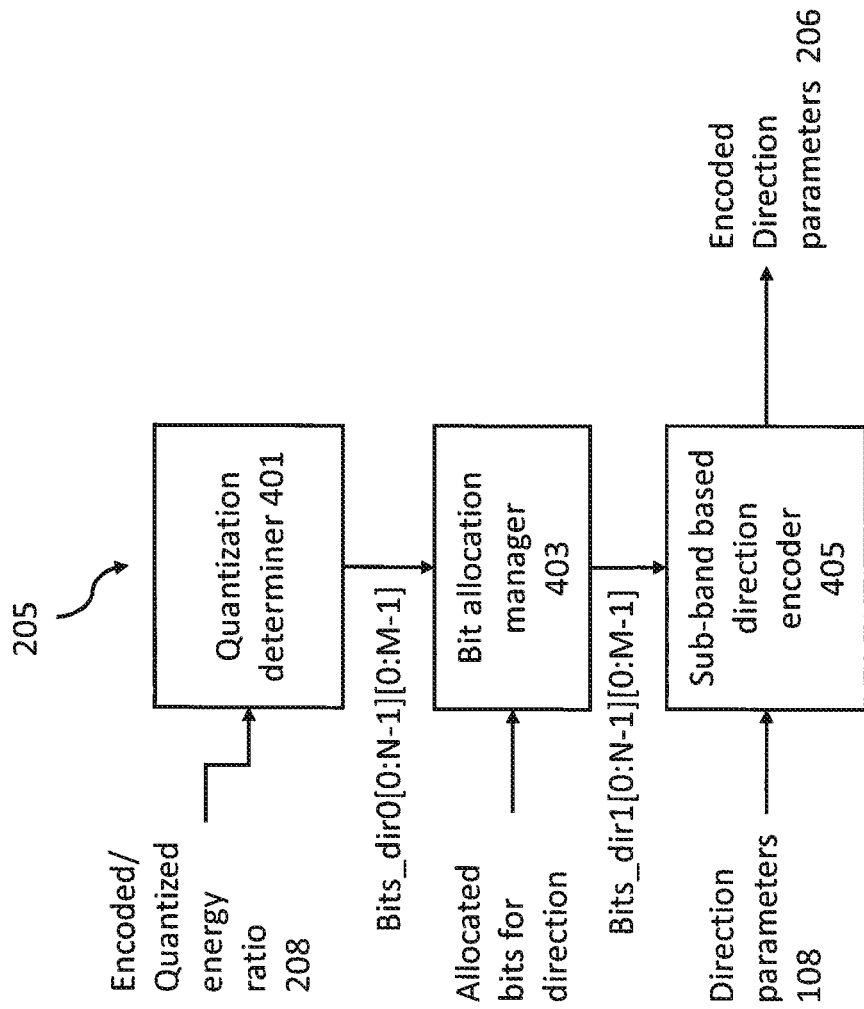 205
Encoded/
Quantized
energy
ratio
208
Quantization
determiner 401
Bits_dir0[0:N-1][0:M-1]
Allocated
bits for
direction
Bit allocation
manager
403
Bits_dir1[0:N-1][0:M-1]
Direction
parameters
108
Sub-band based
direction
encoder
405
Encoded
Direction
parameters 206